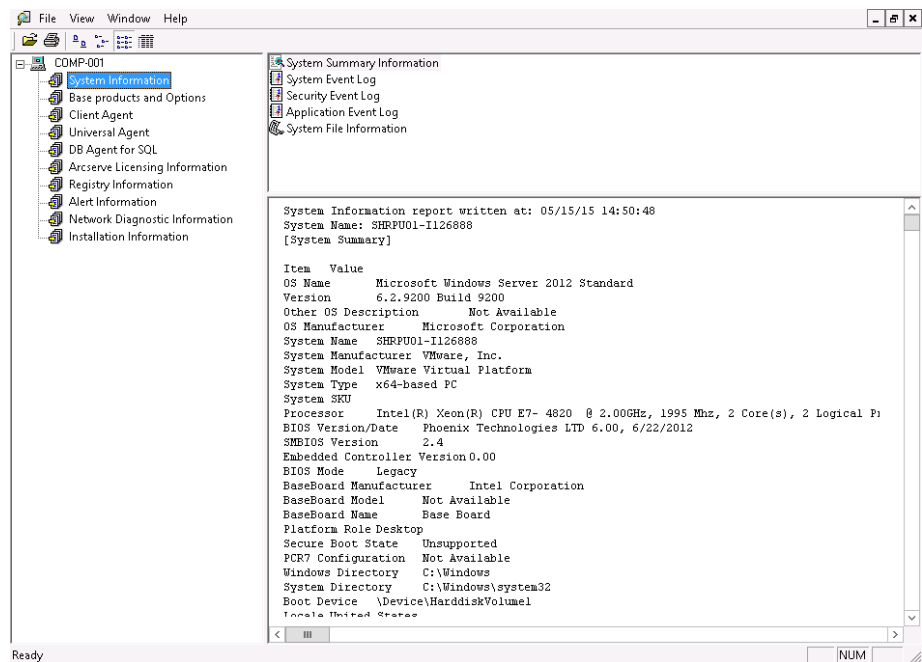 File View Window Help
COMP-001
System Information
Base products and Options
Client Agent
Universal Agent
DB Agent for SQL
Arcserve Licensing Information
Registry Information
Alert Information
Network Diagnostic Information
Installation Information
System Summary Information
System Event Log
Security Event Log
Application Event Log
System File Information
System Information report written at: 05/15/15 14:50:48
System Name: SHRPU01-I126888
[System Summary]
Item Value
OS Name Microsoft Windows Server 2012 Standard
Version 6.2.9200 Build 9200
Other OS Description Not Available
OS Manufacturer Microsoft Corporation
System Name SHRPU01-I126888
System Manufacturer VMware, Inc.
System Model VMware Virtual Platform
System Type x64-based PC
System SKU
Processor Intel(R) Xeon(R) CPU E7- 4820 @ 2.00GHz, 1995 Mhz, 2 Core(s), 2 Logical P
BIOS Version/Date Phoenix Technologies LTD 6.00, 6/22/2012
SMBIOS Version 2.4
Embedded Controller Version 0.00
BIOS Mode Legacy
BaseBoard Manufacturer Intel Corporation
BaseBoard Model Not Available
BaseBoard Name Base Board
Platform Role Desktop
Secure Boot State Unsupported
PCR7 Configuration Not Available
Windows Directory C:\Windows
System Directory C:\Windows\system32
Boot Device \Device\HarddiskVolume1
Locale United States
Ready NUM